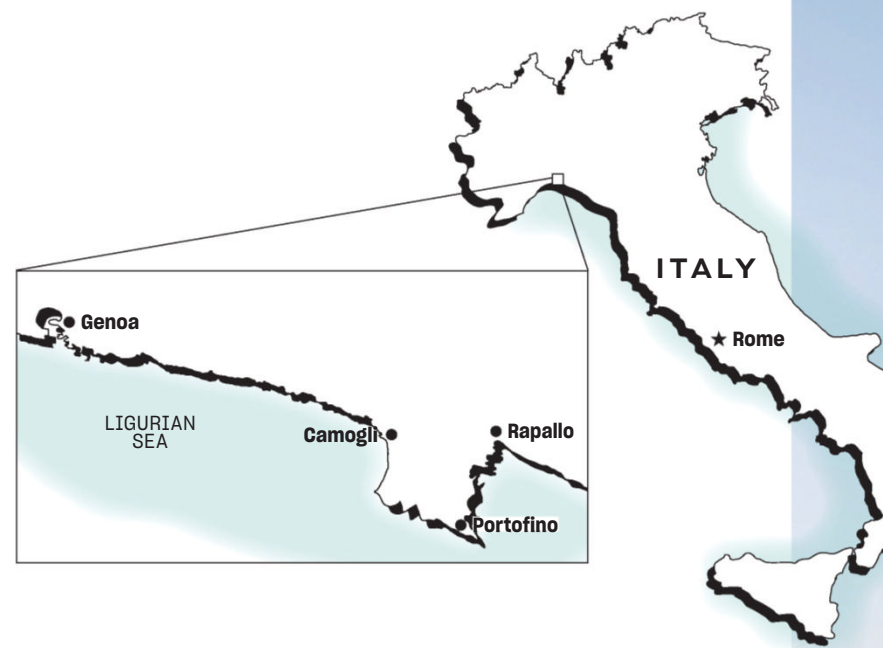 ITALY
Rome
Genoa
LIGURIAN
SEA
Camogli
Rapallo
Portofino